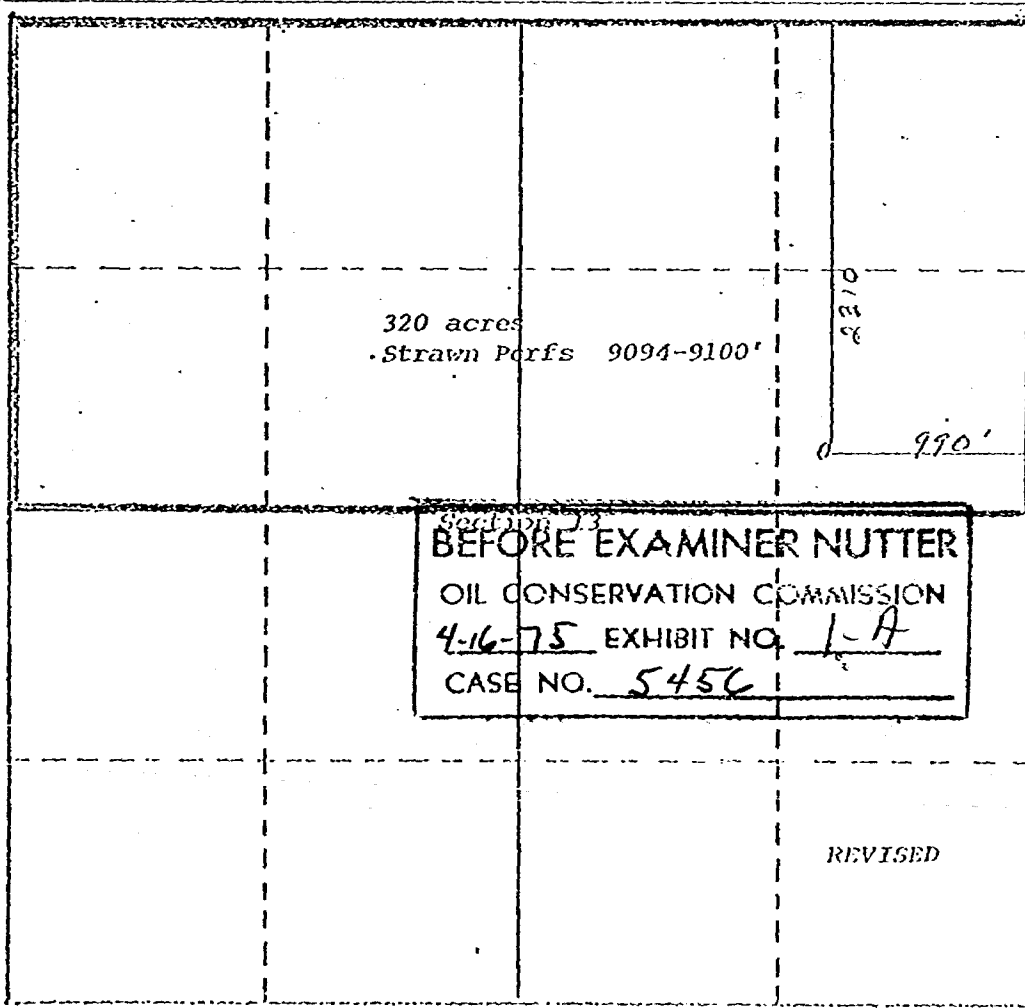 320 acres
Strawn Perfs 9094-9100'
2310
990'
Section 13
BEFORE EXAMINER NUTTER
OIL CONSERVATION COMMISSION
4-16-75 EXHIBIT NO. 1-A
CASE NO. 5456
REVISED